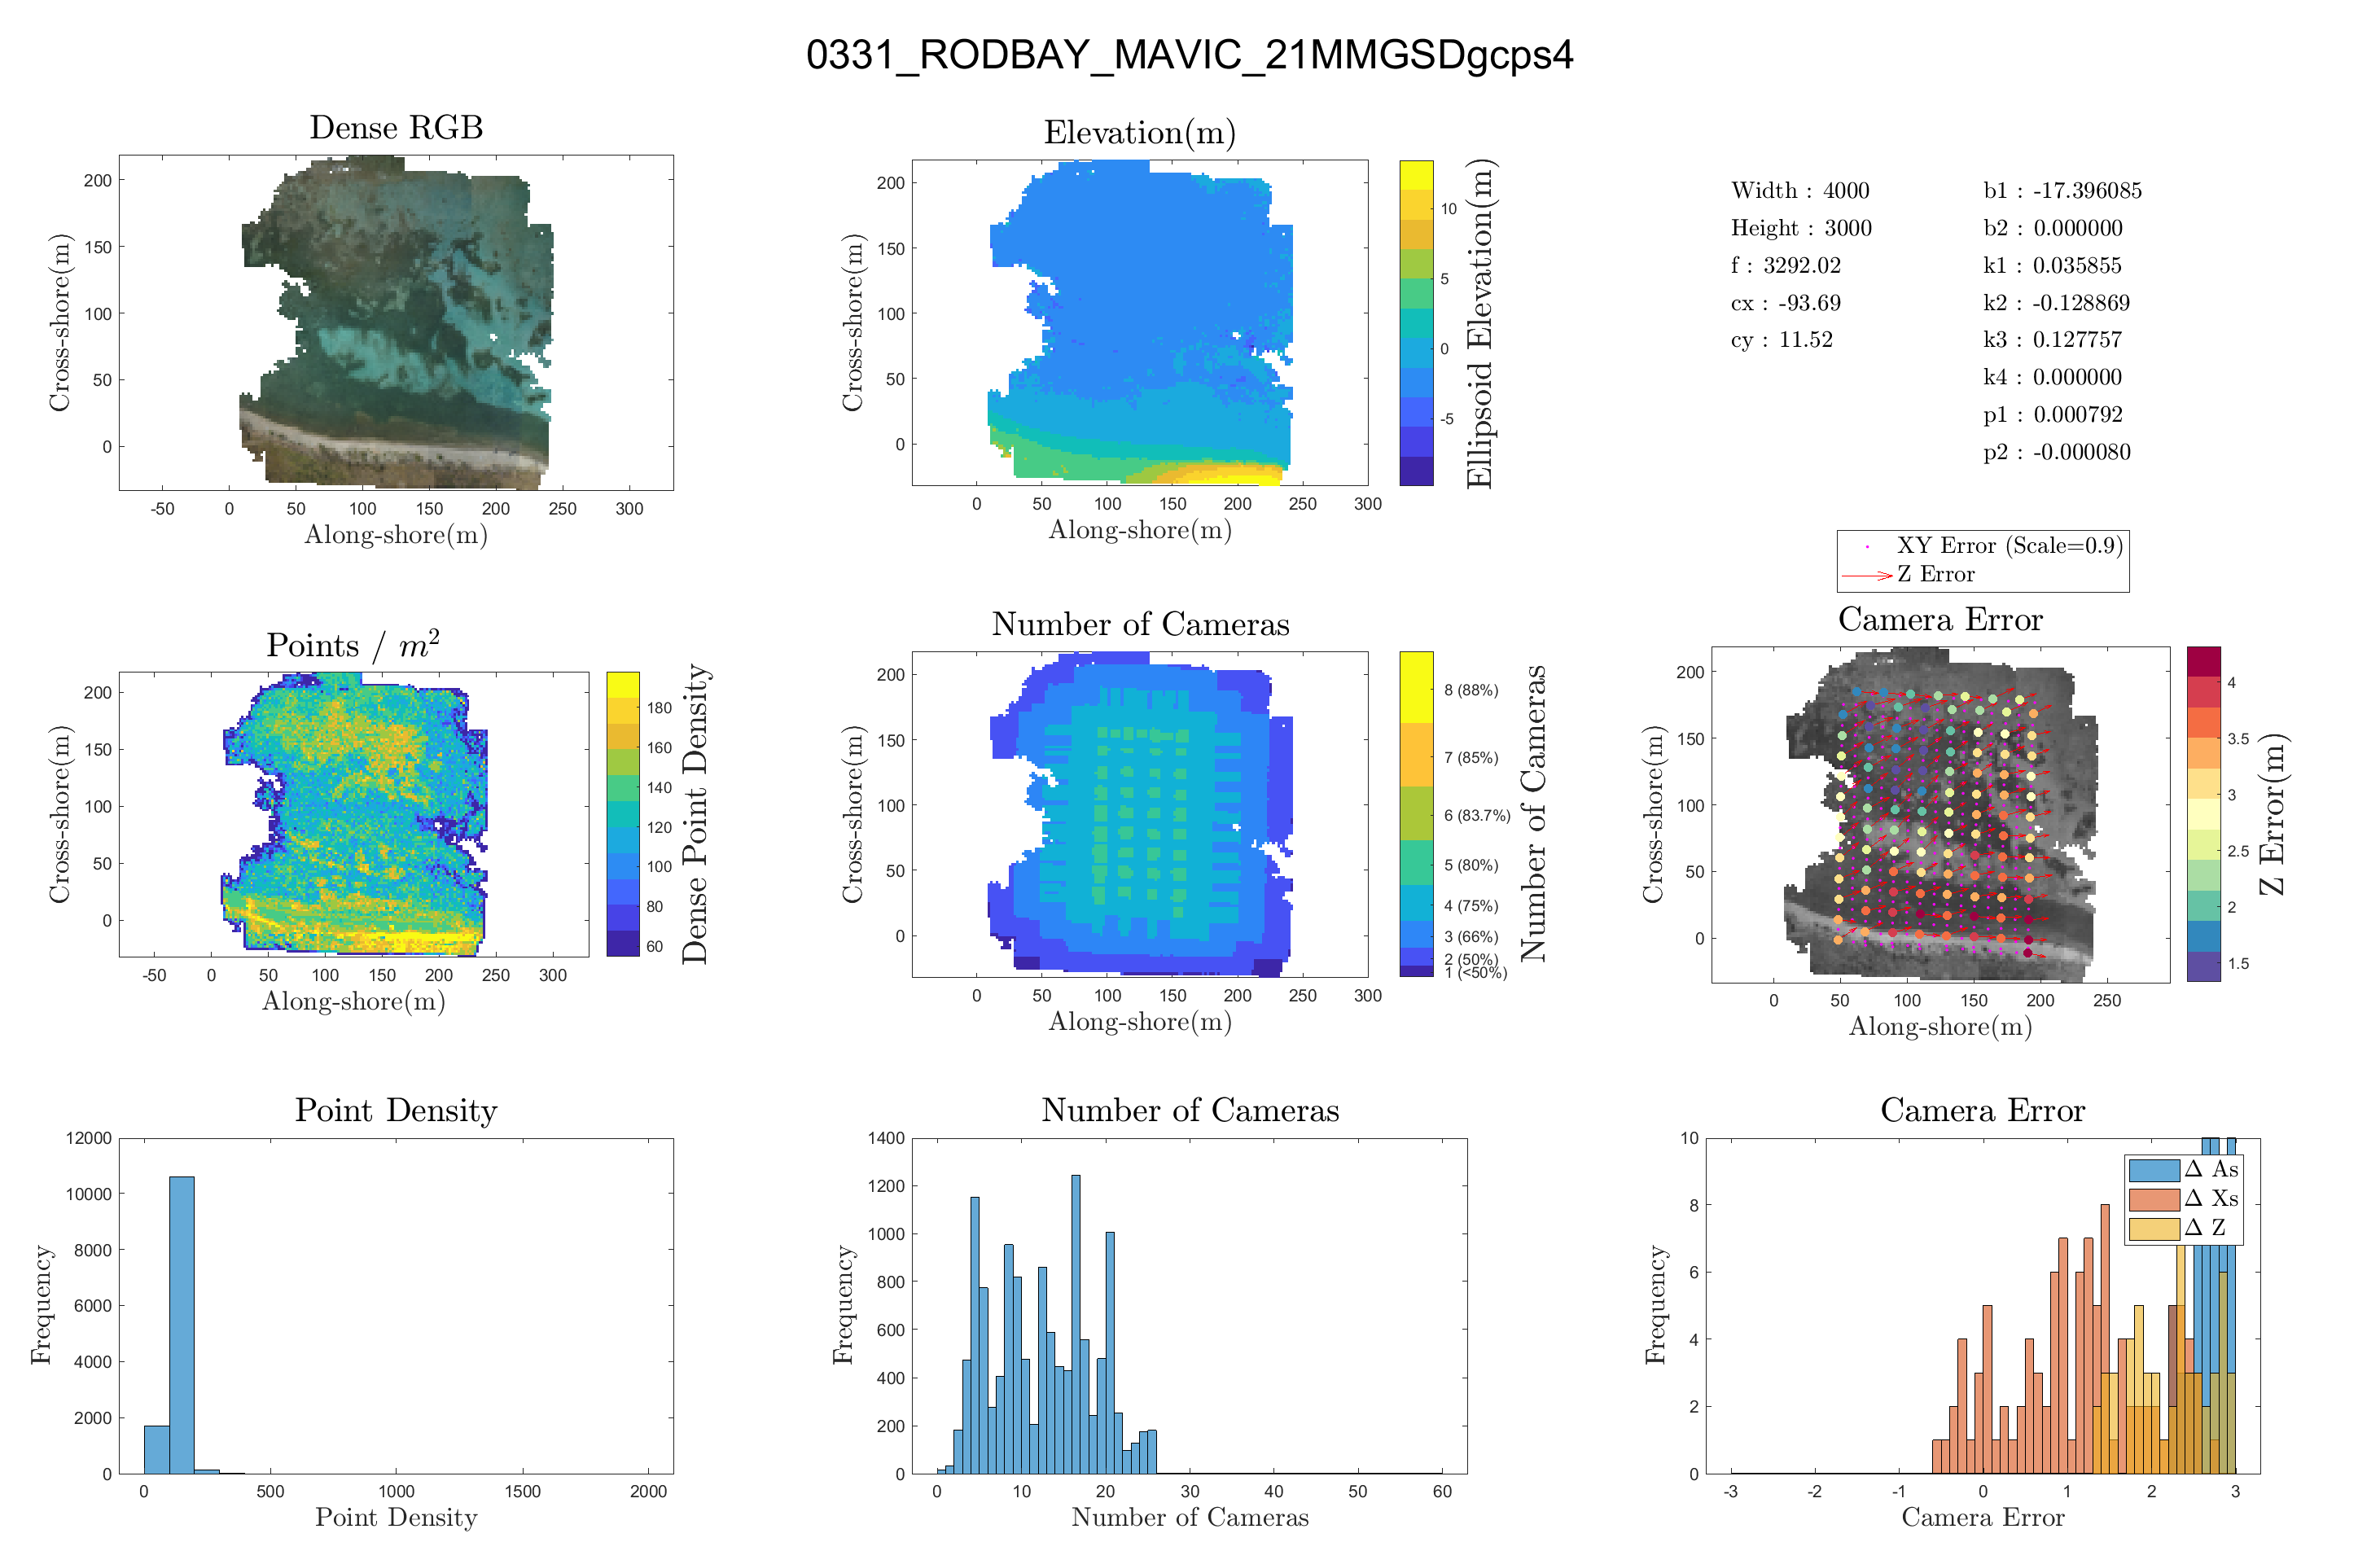 0331_RODBAY_MAVIC_21MMGSDgcps4
Dense RGB
200
150
100
50
0
Cross-shore(m)
-50 0 50 100 150 200 250 300
Along-shore(m)
Elevation(m)
200
150
100
50
0
Cross-shore(m)
0 50 100 150 200 250 300
Along-shore(m)
10
5
0
-5
Ellipsoid Elevation(m)
Width : 4000
Height : 3000
f : 3292.02
cx : -93.69
cy : 11.52
b1 : -17.396085
b2 : 0.000000
k1 : 0.035855
k2 : -0.128869
k3 : 0.127757
k4 : 0.000000
p1 : 0.000792
p2 : -0.000080
Points / m²
200
150
100
50
0
Cross-shore(m)
-50 0 50 100 150 200 250 300
Along-shore(m)
180
160
140
120
100
80
60
Dense Point Density
Number of Cameras
200
150
100
50
0
Cross-shore(m)
0 50 100 150 200 250 300
Along-shore(m)
8 (88%)
7 (85%)
6 (83.7%)
5 (80%)
4 (75%)
3 (66%)
2 (50%)
1 (<50%)
Number of Cameras
XY Error (Scale=0.9)
Z Error
Camera Error
200
150
100
50
0
Cross-shore(m)
0 50 100 150 200 250
Along-shore(m)
4
3.5
3
2.5
2
1.5
Z Error(m)
Point Density
12000
10000
8000
6000
4000
2000
0
Frequency
0 500 1000 1500 2000
Point Density
Number of Cameras
1400
1200
1000
800
600
400
200
0
Frequency
0 10 20 30 40 50 60
Number of Cameras
Camera Error
10
8
6
4
2
0
Frequency
Δ As
Δ Xs
Δ Z
-3 -2 -1 0 1 2 3
Camera Error